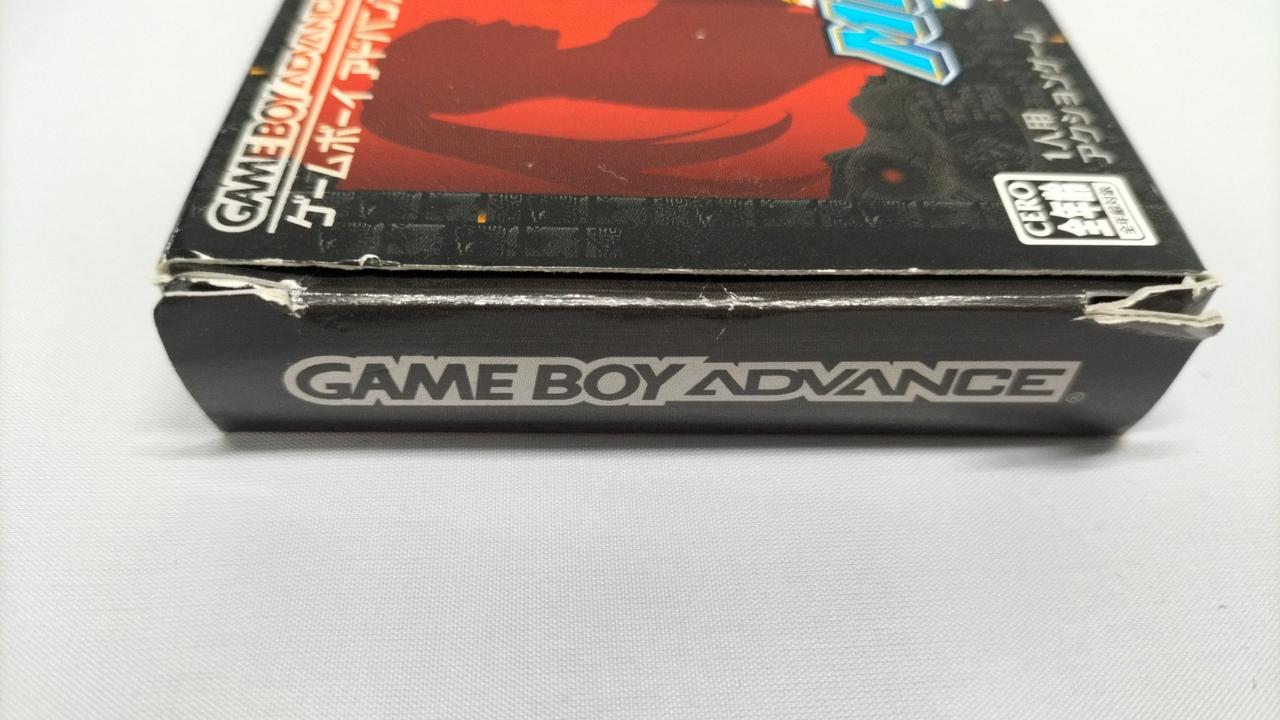 GAME BOY ADVANCE
ゲームボーイ アドバン
1人用
アクションゲーム
CERO
全年齢
全年齢対象
GAME BOY ADVANCE®